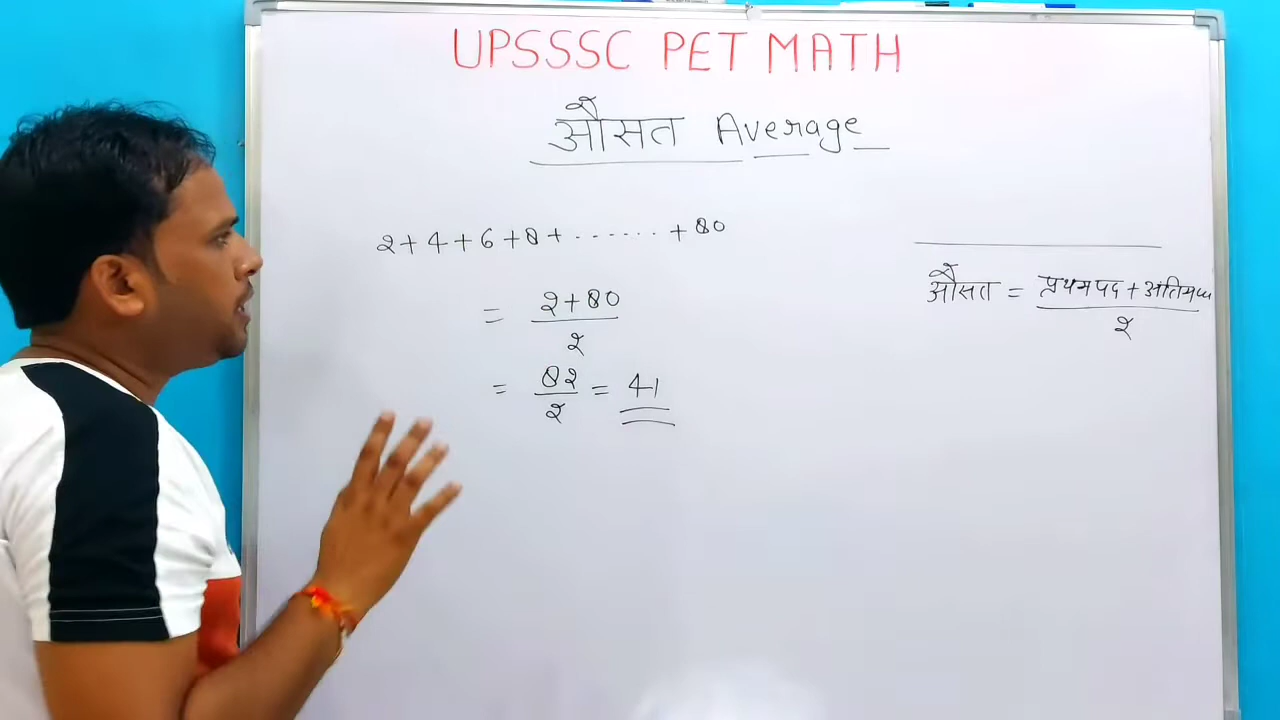 UPSSSC PET MATH
औसत Average
2+4+6+8+.......+80
= 2+80
2
= 82/2 = 41
औसत = प्रथमपद+अंतिमपद
2